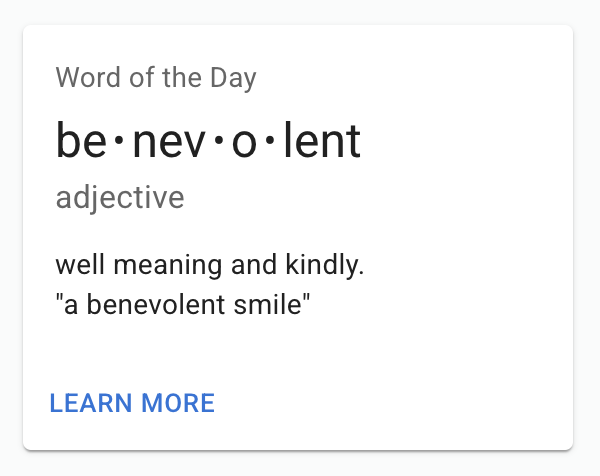 Word of the Day
be•nev•o•lent
adjective
well meaning and kindly.
"a benevolent smile"
LEARN MORE